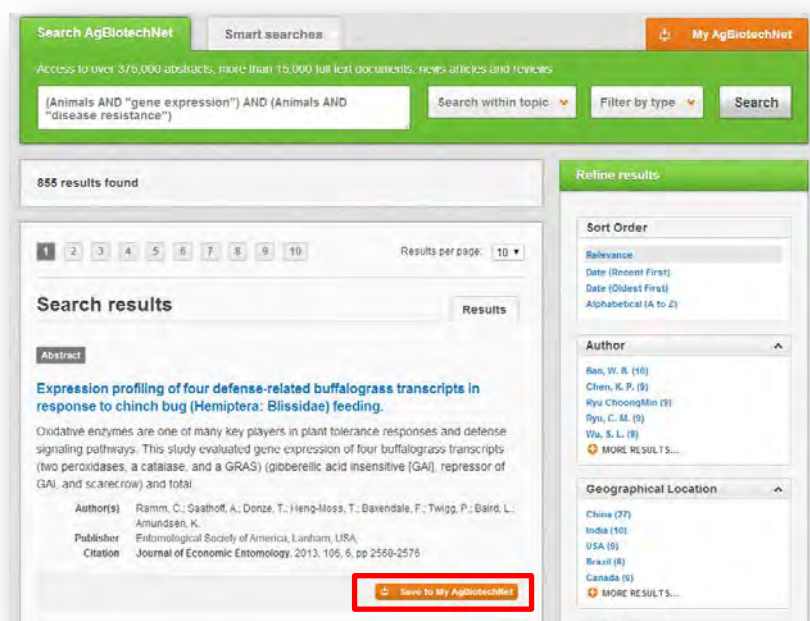 Search AgBiotechNet
Smart searches
My AgBiotechNet
Access to over 375,000 abstracts, more than 15,000 full text documents, news articles and reviews
(Animals AND "gene expression") AND (Animals AND
"disease resistance")
Search within topic
Filter by type
Search
855 results found
1 2 3 4 5 6 7 8 9 10
Results per page: 10
Search results
Results
Abstract
Expression profiling of four defense-related buffalograss transcripts in
response to chinch bug (Hemiptera: Blissidae) feeding.
Oxidative enzymes are one of many key players in plant tolerance responses and defense
signaling pathways. This study evaluated gene expression of four buffalograss transcripts
(two peroxidases, a catalase, and a GRAS) (gibberellic acid insensitive [GAI], repressor of
GAI, and scarecrow) and total
Author(s) Ramm, C.; Saathoff, A.; Donze, T.; Heng-Moss, T.; Baxendale, F.; Twigg, P.; Baird, L.;
Amundsen, K.
Publisher Entomological Society of America, Lanham, USA
Citation Journal of Economic Entomology, 2013, 106, 6, pp 2568-2576
Save to My AgBiotechNet
Refine results
Sort Order
Relevance
Date (Recent First)
Date (Oldest First)
Alphabetical (A to Z)
Author
Bao, W. B. (10)
Chen, K. P. (9)
Ryu ChoongMin (9)
Ryu, C. M. (9)
Wu, S. L. (9)
MORE RESULTS...
Geographical Location
China (27)
India (10)
USA (9)
Brazil (8)
Canada (6)
MORE RESULTS...